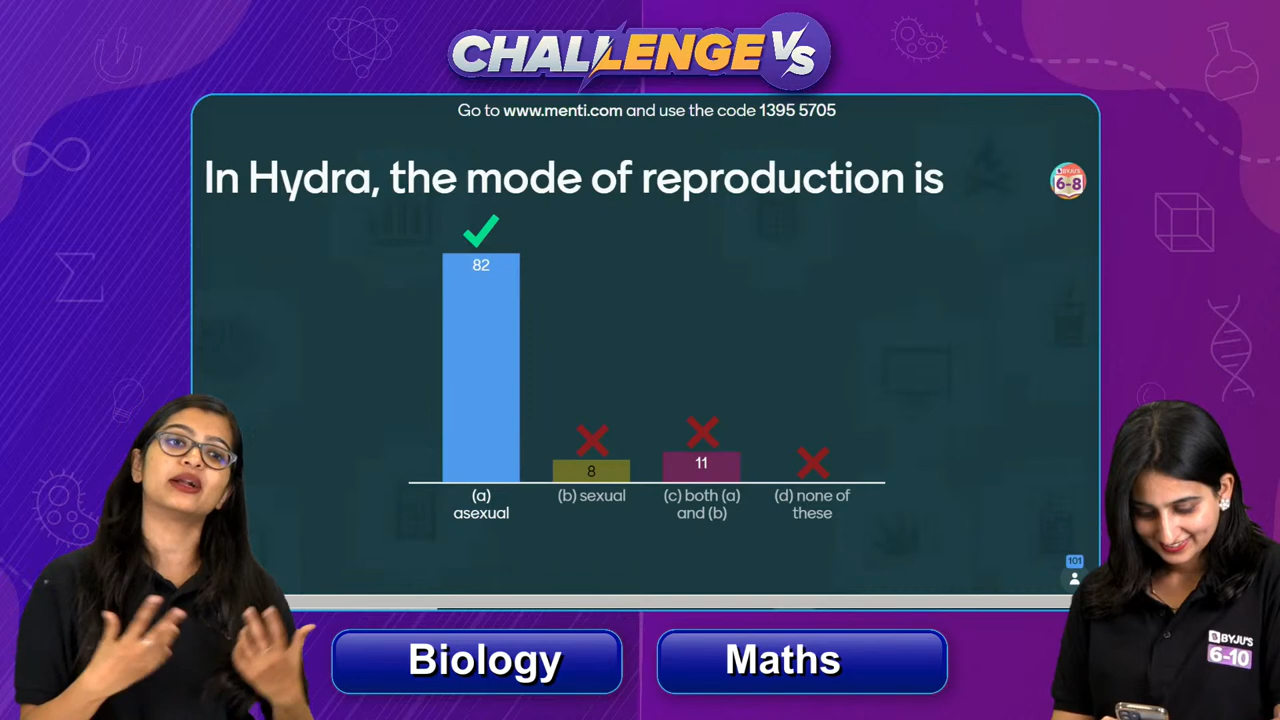 CHALLENGE Vs
Go to www.menti.com and use the code 1395 5705
In Hydra, the mode of reproduction is
BYJU'S
6-8
82
8
11
(a)
asexual
(b) sexual
(c) both (a)
and (b)
(d) none of
these
101
Biology
Maths
BYJU'S
6-10